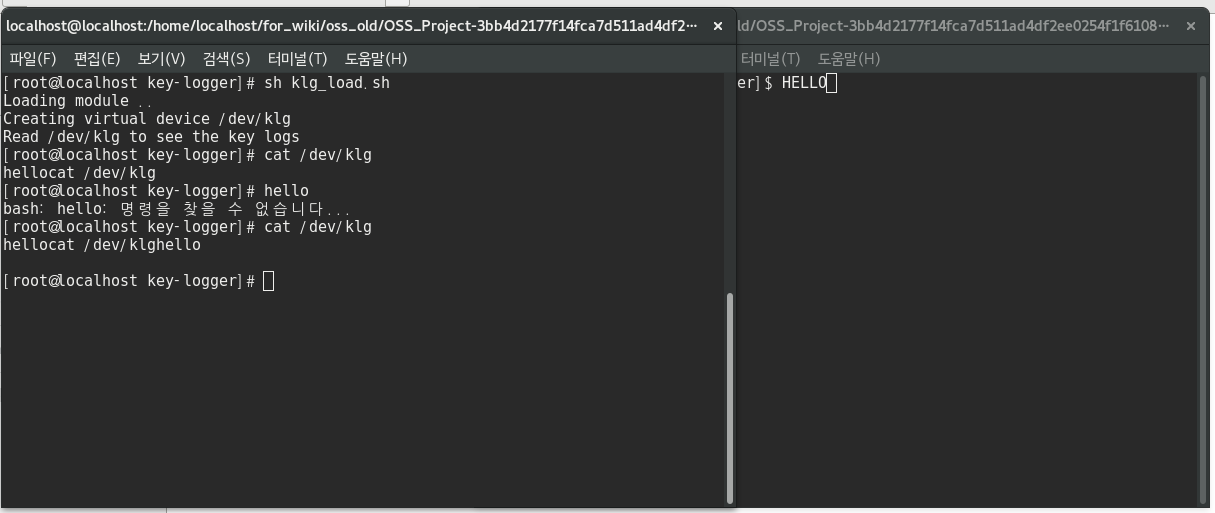 localhost@localhost:/home/localhost/for_wiki/oss_old/OSS_Project-3bb4d2177f14fca7d511ad4df2···
파일(F) 편집(E) 보기(V) 검색(S) 터미널(T) 도움말(H)
[root@localhost key-logger]# sh klg_load.sh
Loading module ..
Creating virtual device /dev/klg
Read /dev/klg to see the key logs
[root@localhost key-logger]# cat /dev/klg
hellocat /dev/klg
[root@localhost key-logger]# hello
bash: hello: 명령을 찾을 수 없습니다...
[root@localhost key-logger]# cat /dev/klg
hellocat /dev/klghello
[root@localhost key-logger]#
ld/OSS_Project-3bb4d2177f14fca7d511ad4df2ee0254f1f6108···
터미널(T) 도움말(H)
er]$ HELLO